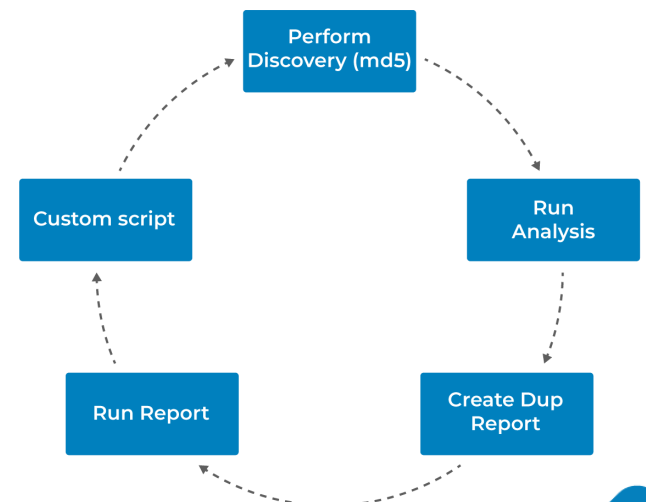 Perform
Discovery (md5)
Run
Analysis
Create Dup
Report
Run Report
Custom script